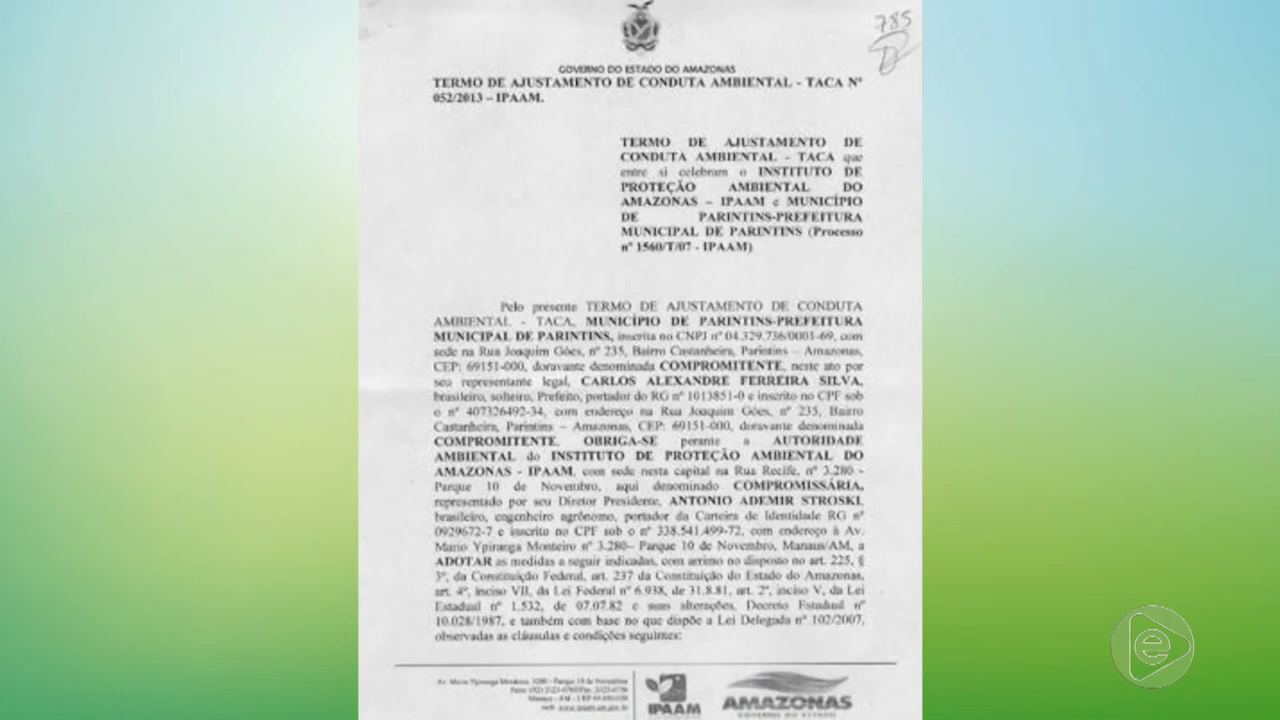 785
GOVERNO DO ESTADO DO AMAZONAS
TERMO DE AJUSTAMENTO DE CONDUTA AMBIENTAL - TACA Nº
052/2013 – IPAAM.
TERMO DE AJUSTAMENTO DE
CONDUTA AMBIENTAL - TACA que
entre si celebram o INSTITUTO DE
PROTEÇÃO AMBIENTAL DO
AMAZONAS – IPAAM e MUNICÍPIO
DE PARINTINS-PREFEITURA
MUNICIPAL DE PARINTINS (Processo
nº 1560/T/07 - IPAAM)
Pelo presente TERMO DE AJUSTAMENTO DE CONDUTA
AMBIENTAL - TACA, MUNICÍPIO DE PARINTINS-PREFEITURA
MUNICIPAL DE PARINTINS, inscrita no CNPJ nº 04.329.736/0001-69, com
sede na Rua Joaquim Góes, nº 235, Bairro Castanheira, Parintins – Amazonas,
CEP: 69151-000, doravante denominada COMPROMITENTE, neste ato por
seu representante legal, CARLOS ALEXANDRE FERREIRA SILVA,
brasileiro, solteiro, Prefeito, portador do RG nº 1013851-0 e inscrito no CPF sob
o nº 407326492-34, com endereço na Rua Joaquim Góes, nº 235, Bairro
Castanheira, Parintins – Amazonas, CEP: 69151-000, doravante denominada
COMPROMITENTE, OBRIGA-SE perante a AUTORIDADE
AMBIENTAL do INSTITUTO DE PROTEÇÃO AMBIENTAL DO
AMAZONAS - IPAAM, com sede nesta capital na Rua Recife, nº 3.280 -
Parque 10 de Novembro, aqui denominado COMPROMISSÁRIA,
representado por seu Diretor Presidente, ANTONIO ADEMIR STROSKI,
brasileiro, engenheiro agrônomo, portador da Carteira de Identidade RG nº
0929672-7 e inscrito no CPF sob o nº 338.541.499-72, com endereço à Av.
Mario Ypiranga Monteiro nº 3.280– Parque 10 de Novembro, Manaus/AM, a
ADOTAR as medidas a seguir indicadas, com arrimo no disposto no art. 225, §
3º, da Constituição Federal, art. 237 da Constituição do Estado do Amazonas,
art. 4º, inciso VII, da Lei Federal nº 6.938, de 31.8.81, art. 2º, inciso V, da Lei
Estadual nº 1.532, de 07.07.82 e suas alterações, Decreto Estadual nº
10.028/1987, e também com base no que dispõe a Lei Delegada nº 102/2007,
observadas as cláusulas e condições seguintes:
Av. Mario Ypiranga Monteiro, 3280 - Parque 10 de Novembro
IPAAM
AMAZONAS
GOVERNO DO ESTADO
e